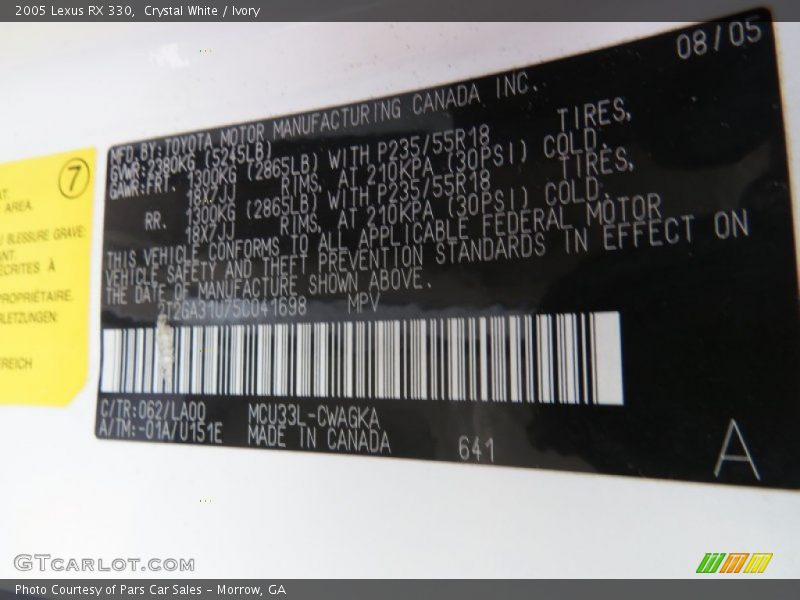 2005 Lexus RX 330, Crystal White / Ivory
08/05
MFD.BY:TOYOTA MOTOR MANUFACTURING CANADA INC.
GVWR:2380KG (5245LB)
GAWR:FRT. 1300KG (2865LB) WITH P235/55R18 TIRES,
18X7JJ RIMS, AT 210KPA (30PSI) COLD.
RR. 1300KG (2865LB) WITH P235/55R18 TIRES,
18X7JJ RIMS, AT 210KPA (30PSI) COLD.
THIS VEHICLE CONFORMS TO ALL APPLICABLE FEDERAL MOTOR
VEHICLE SAFETY AND THEFT PREVENTION STANDARDS IN EFFECT ON
THE DATE OF MANUFACTURE SHOWN ABOVE.
T2GA31U75C041698 MPV
C/TR:062/LA00 MCU33L-CWAGKA
A/TM:-01A/U151E MADE IN CANADA 641
A
7
AREA.
BLESSURE GRAVE:
À
PROPRIÉTAIRE.
GTCARLOT.COM
Photo Courtesy of Pars Car Sales - Morrow, GA